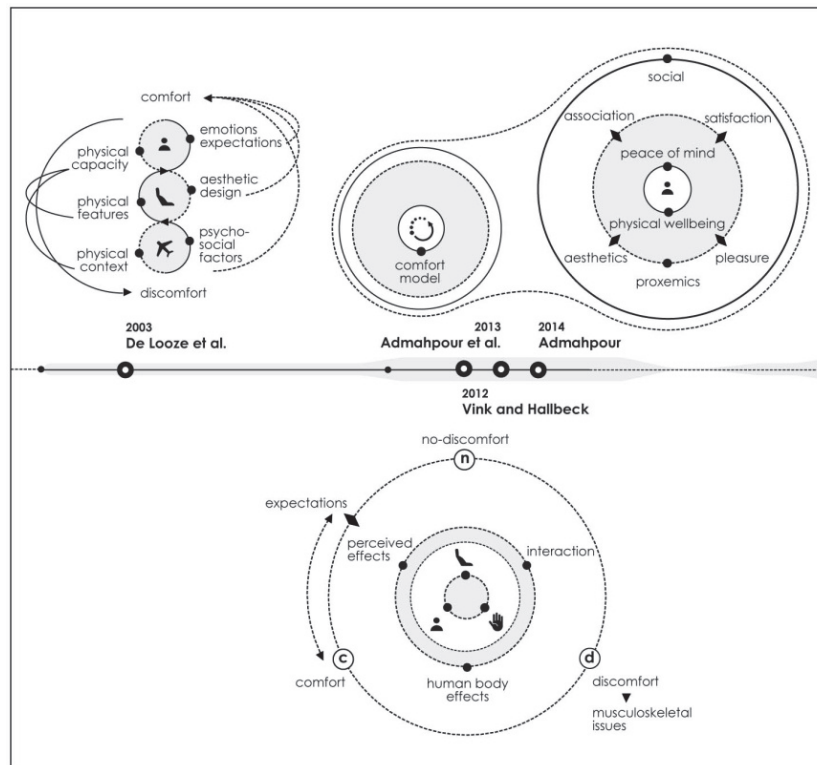 comfort
emotions
expectations
physical
capacity
aesthetic
design
physical
features
psycho-
social
factors
physical
context
discomfort
comfort
model
social
association
satisfaction
peace of mind
physical wellbeing
aesthetics
pleasure
proxemics
2003
De Looze et al.
2013
Admahpour et al.
2014
Admahpour
2012
Vink and Hallbeck
no-discomfort
n
expectations
perceived
effects
interaction
c
d
comfort
human body
effects
discomfort
musculoskeletal
issues